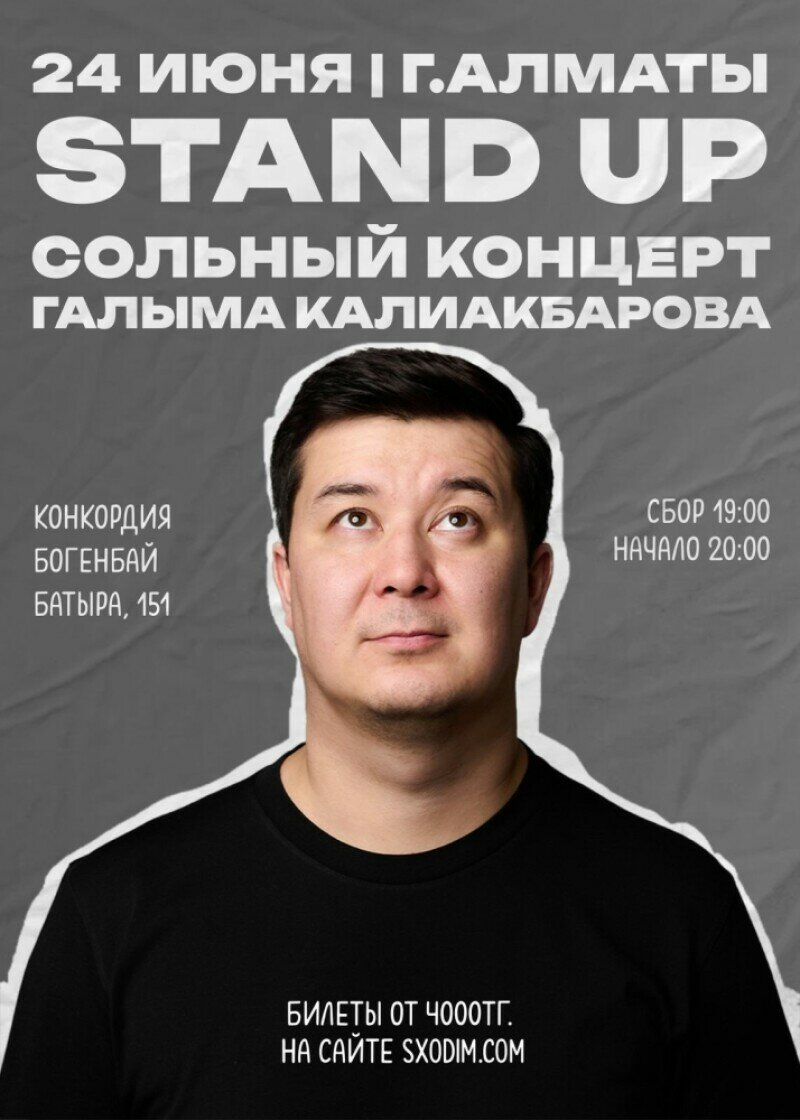 24 ИЮНЯ | Г.АЛМАТЫ
STAND UP
СОЛЬНЫЙ КОНЦЕРТ
ГАЛЫМА КАЛИАКБАРОВА
КОНКОРДИЯ
БОГЕНБАЙ
БАТЫРА, 151
СБОР 19:00
НАЧАЛО 20:00
БИЛЕТЫ ОТ 4000ТГ.
НА САЙТЕ SXODIM.COM